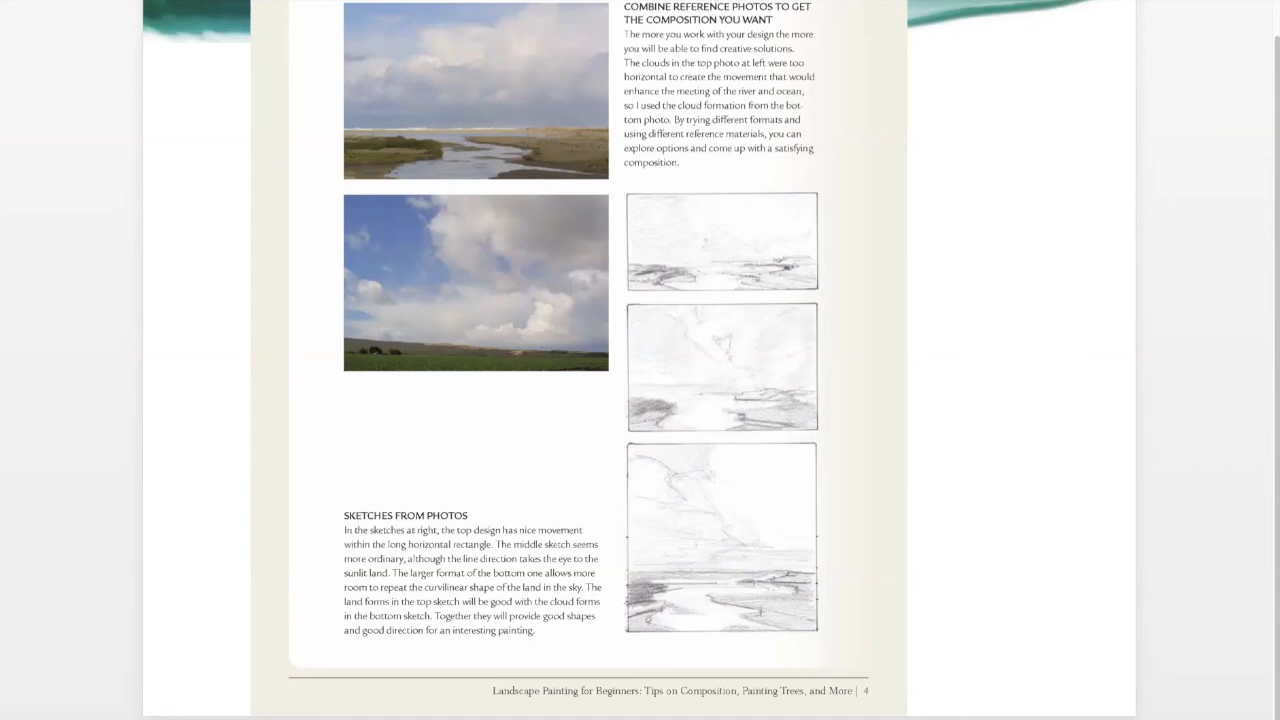 COMBINE REFERENCE PHOTOS TO GET
THE COMPOSITION YOU WANT
The more you work with your design the more
you will be able to find creative solutions.
The clouds in the top photo at left were too
horizontal to create the movement that would
enhance the meeting of the river and ocean,
so I used the cloud formation from the bot-
tom photo. By trying different formats and
using different reference materials, you can
explore options and come up with a satisfying
composition.
SKETCHES FROM PHOTOS
In the sketches at right, the top design has nice movement
within the long horizontal rectangle. The middle sketch seems
more ordinary, although the line direction takes the eye to the
sunlit land. The larger format of the bottom one allows more
room to repeat the curvilinear shape of the land in the sky. The
land forms in the top sketch will be good with the cloud forms
in the bottom sketch. Together they will provide good shapes
and good direction for an interesting painting.
Landscape Painting for Beginners: Tips on Composition, Painting Trees, and More | 4